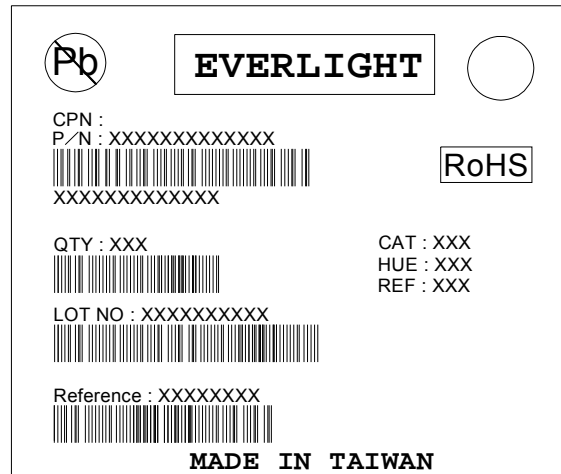 Pb
EVERLIGHT
CPN :
P/N : XXXXXXXXXXXXX
RoHS
XXXXXXXXXXXXX
QTY : XXX
CAT : XXX
HUE : XXX
REF : XXX
LOT NO : XXXXXXXXXX
Reference : XXXXXXXX
MADE IN TAIWAN